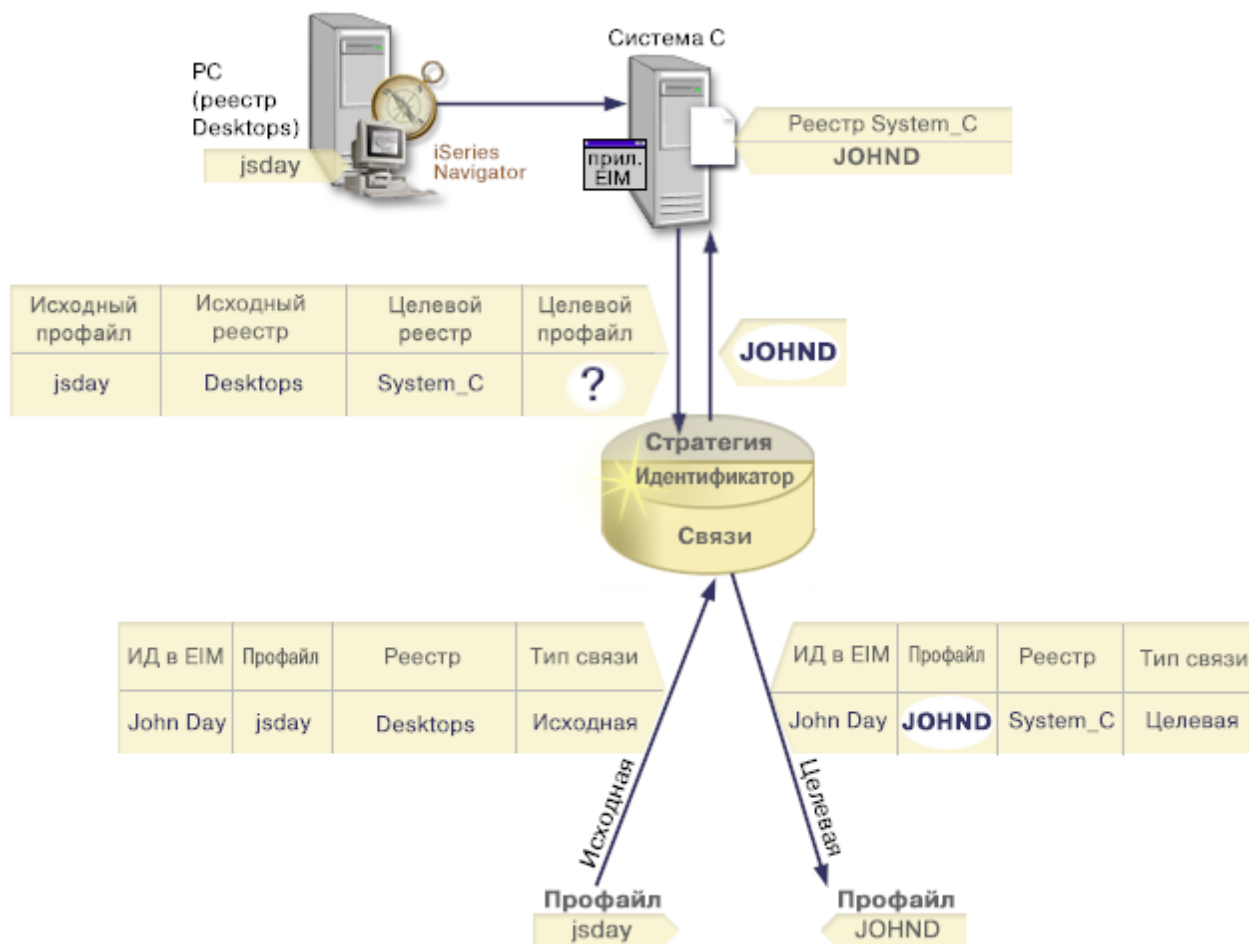 Система C
PC
(реестр
Desktops)
jsday
iSeries
Navigator
прил.
EIM
Реестр System_C
JOHND
Исходный профайл
Исходный реестр
Целевой реестр
Целевой профайл
jsday
Desktops
System_C
?
JOHND
Стратегия
Идентификатор
Связи
ИД в EIM
Профайл
Реестр
Тип связи
John Day
jsday
Desktops
Исходная
ИД в EIM
Профайл
Реестр
Тип связи
John Day
JOHND
System_C
Целевая
Исходная
Целевая
Профайл
jsday
Профайл
JOHND